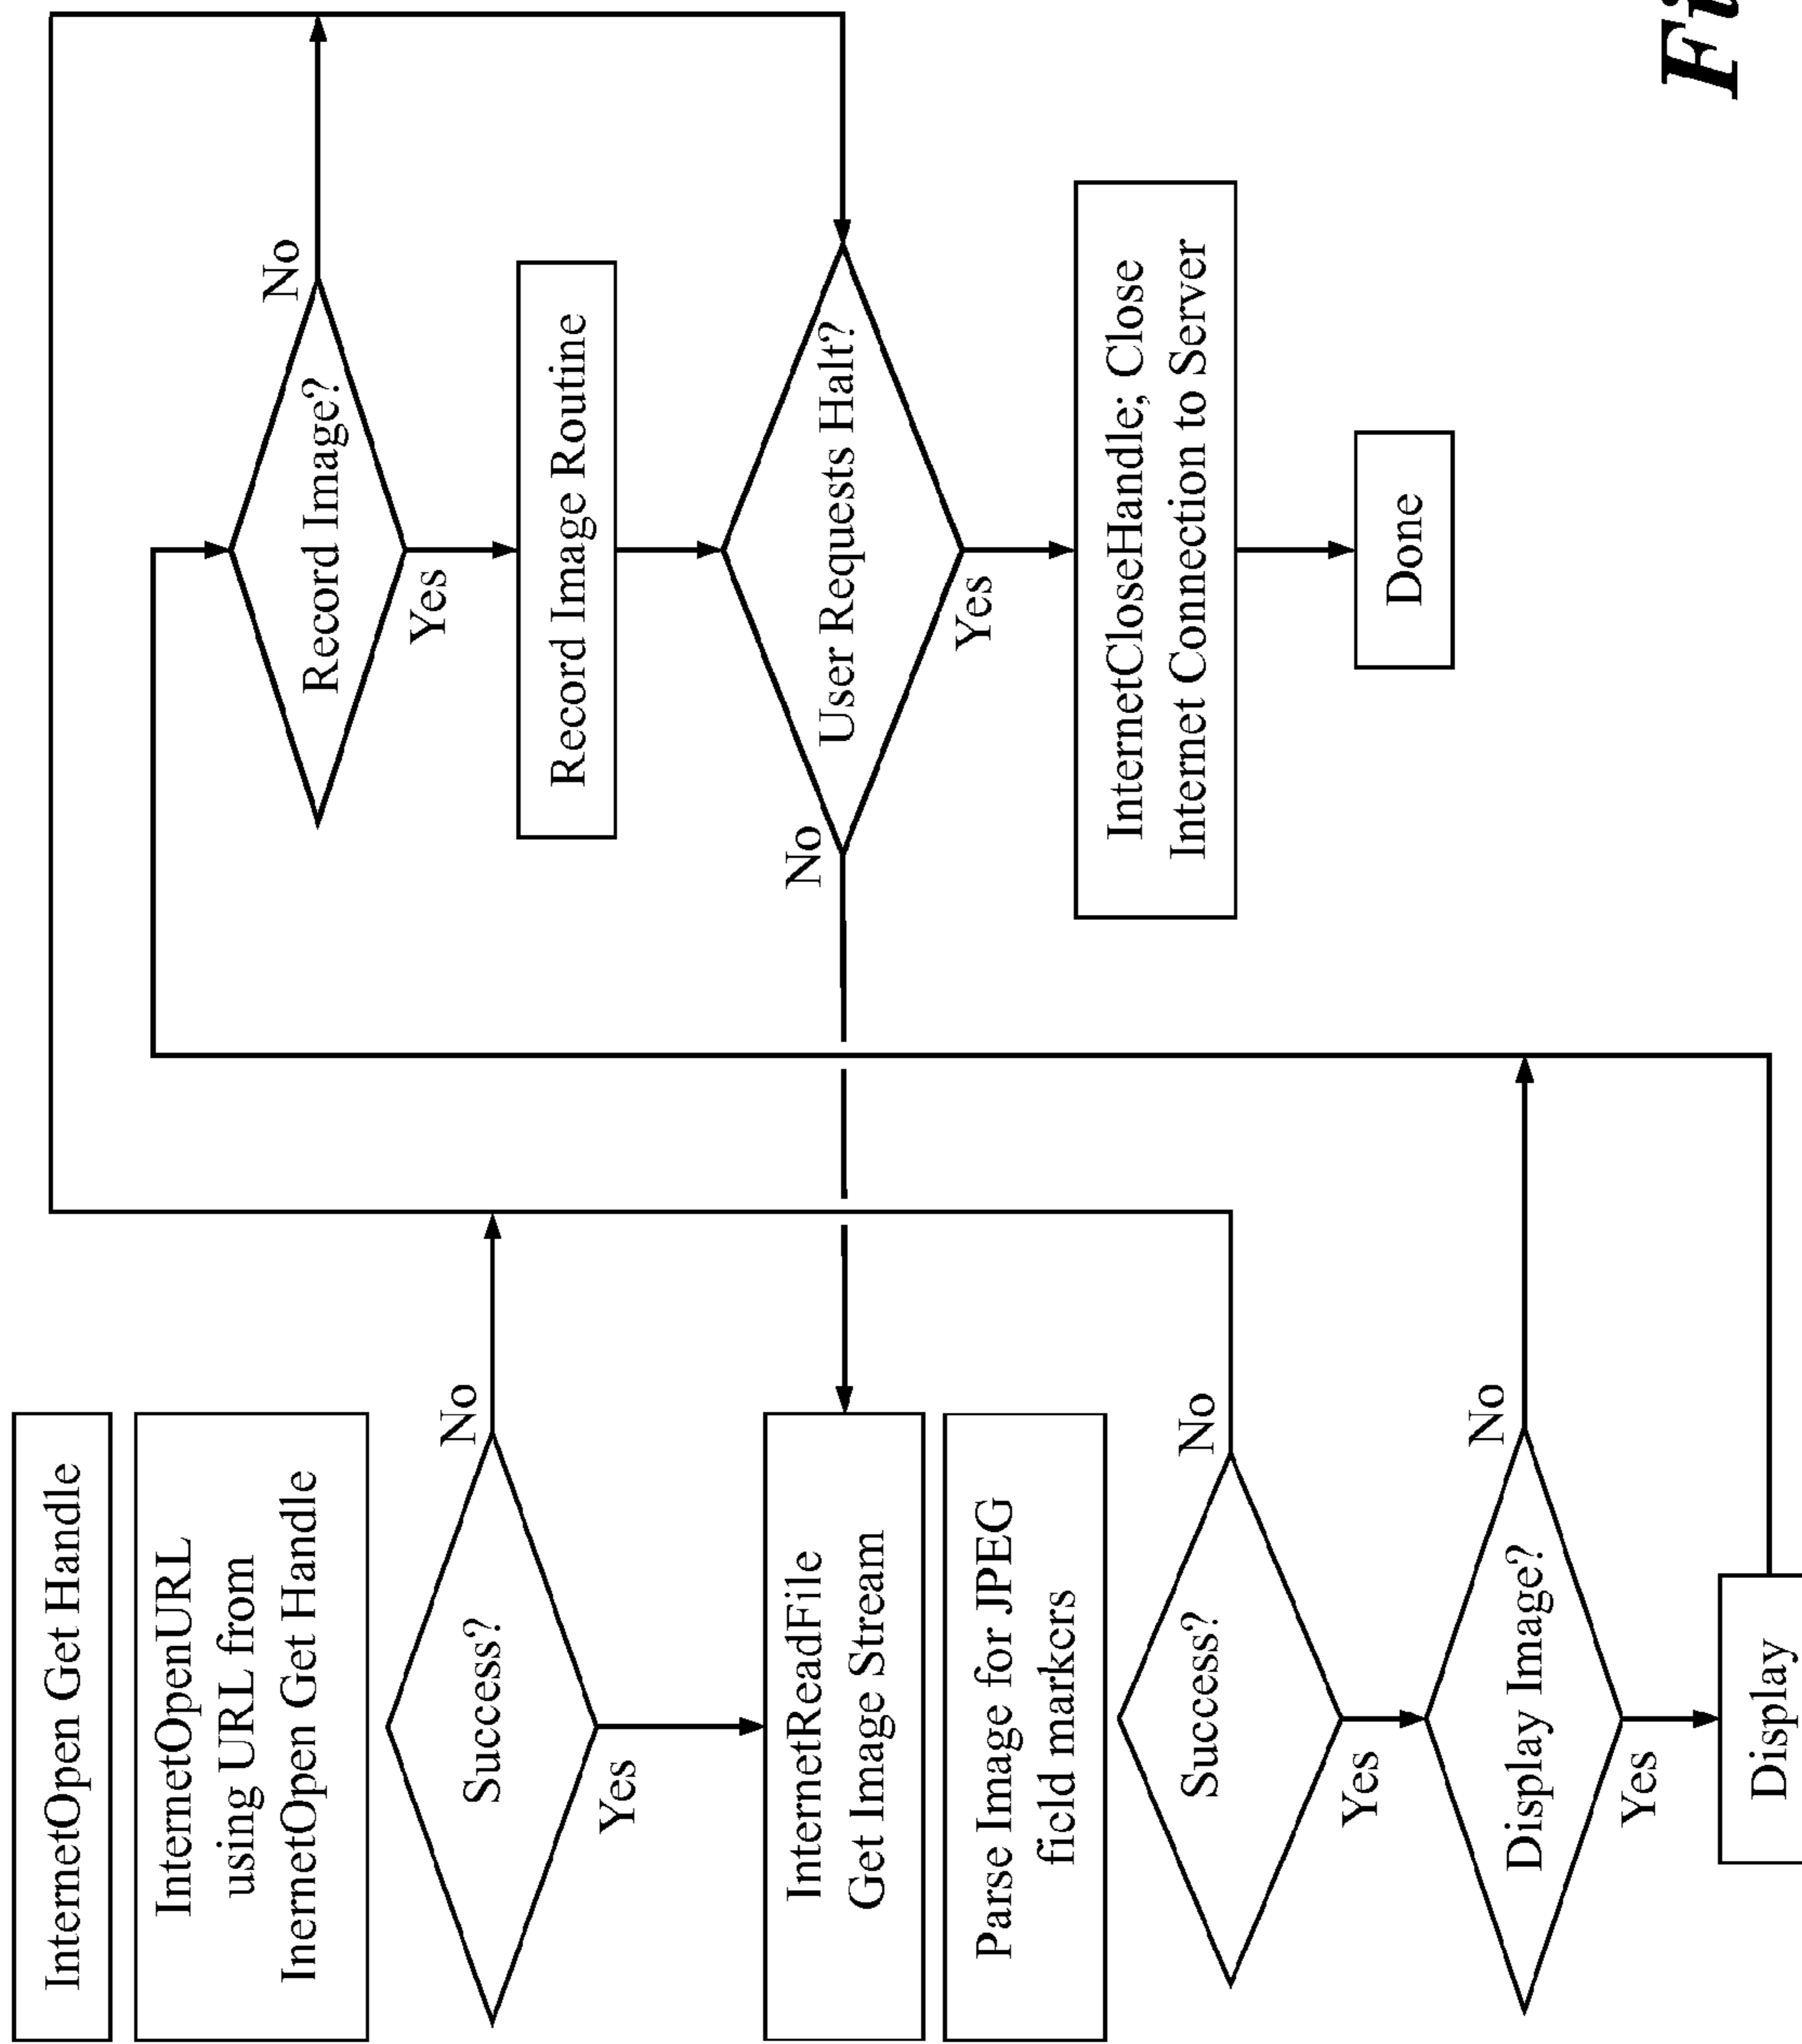 InternetOpen Get Handle
InternetOpenURL
using URL from
InernetOpen Get Handle
Success?
No
Yes
InternetReadFile
Get Image Stream
Parse Image for JPEG
ficld markcrs
Success?
No
Yes
Display Image?
No
Yes
Display
Record Image?
No
Yes
Record Image Routine
User Requests Halt?
No
Yes
InternetCloseHandle; Close
Internet Connection to Server
Done